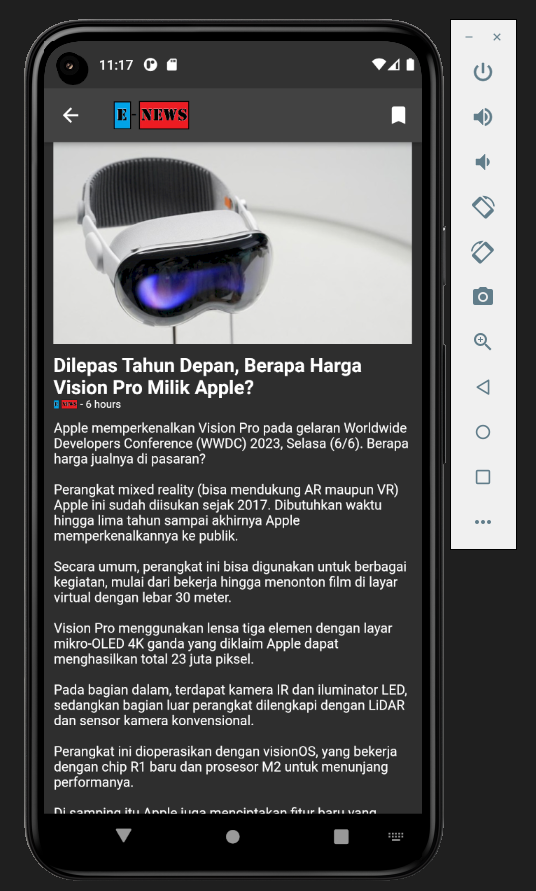 11:17
E - NEWS
Dilepas Tahun Depan, Berapa Harga
Vision Pro Milik Apple?
E NEWS - 6 hours
Apple memperkenalkan Vision Pro pada gelaran Worldwide
Developers Conference (WWDC) 2023, Selasa (6/6). Berapa
harga jualnya di pasaran?
Perangkat mixed reality (bisa mendukung AR maupun VR)
Apple ini sudah diisukan sejak 2017. Dibutuhkan waktu
hingga lima tahun sampai akhirnya Apple
memperkenalkannya ke publik.
Secara umum, perangkat ini bisa digunakan untuk berbagai
kegiatan, mulai dari bekerja hingga menonton film di layar
virtual dengan lebar 30 meter.
Vision Pro menggunakan lensa tiga elemen dengan layar
mikro-OLED 4K ganda yang diklaim Apple dapat
menghasilkan total 23 juta piksel.
Pada bagian dalam, terdapat kamera IR dan iluminator LED,
sedangkan bagian luar perangkat dilengkapi dengan LiDAR
dan sensor kamera konvensional.
Perangkat ini dioperasikan dengan visionOS, yang bekerja
dengan chip R1 baru dan prosesor M2 untuk menunjang
performanya.
Di samping itu Apple juga menciptakan fitur baru yang